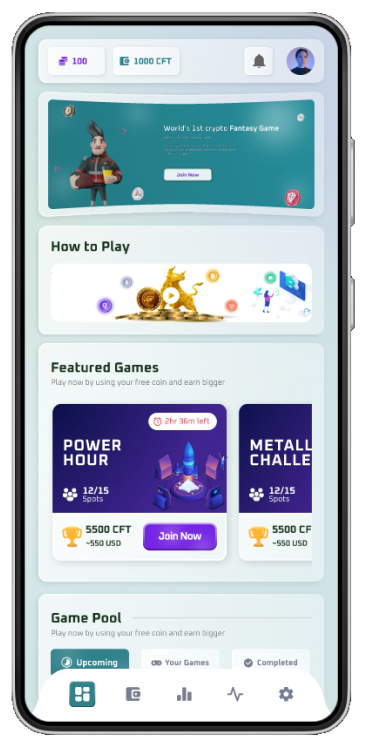 100
1000 CFT
World's 1st crypto Fantasy Game
Join Now
How to Play
Featured Games
Play now by using your free coin and earn bigger
2hr 36m left
POWER
HOUR
12/15
Spots
5500 CFT
~550 USD
Join Now
METALL
CHALLE
12/15
Spots
5500 CF
~550 USD
Game Pool
Play now by using your free coin and earn bigger
Upcoming
Your Games
Completed